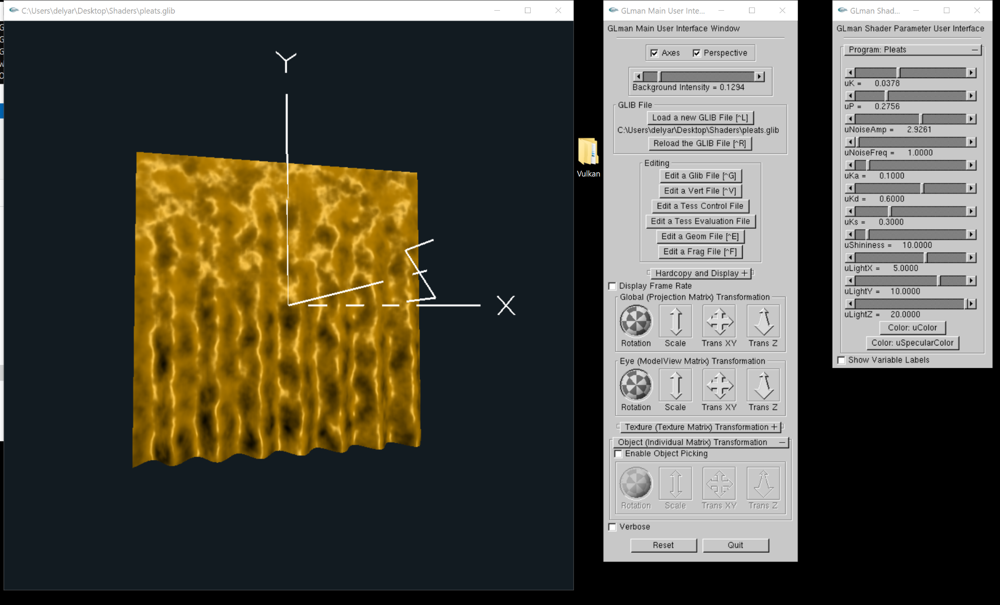 C:\Users\delyar\Desktop\Shaders\pleats.glib
Y
X
Vulkan
GLman Main User Inte...
GLman Main User Interface Window
Axes Perspective
Background Intensity = 0.1294
GLIB File
Load a new GLIB File [^L]
C:\Users\delyar\Desktop\Shaders\pleats.glib
Reload the GLIB File [^R]
Editing
Edit a Glib File [^G]
Edit a Vert File [^V]
Edit a Tess Control File
Edit a Tess Evaluation File
Edit a Geom File [^E]
Edit a Frag File [^F]
Hardcopy and Display +
Display Frame Rate
Global (Projection Matrix) Transformation
Rotation Scale Trans XY Trans Z
Eye (ModelView Matrix) Transformation
Rotation Scale Trans XY Trans Z
Texture (Texture Matrix) Transformation +
Object (Individual Matrix) Transformation –
Enable Object Picking
Rotation Scale Trans XY Trans Z
Verbose
Reset Quit
GLman Shad...
GLman Shader Parameter User Interface
Program: Pleats –
uK = 0.0378
uP = 0.2756
uNoiseAmp = 2.9261
uNoiseFreq = 1.0000
uKa = 0.1000
uKd = 0.6000
uKs = 0.3000
uShininess = 10.0000
uLightX = 5.0000
uLightY = 10.0000
uLightZ = 20.0000
Color: uColor
Color: uSpecularColor
Show Variable Labels